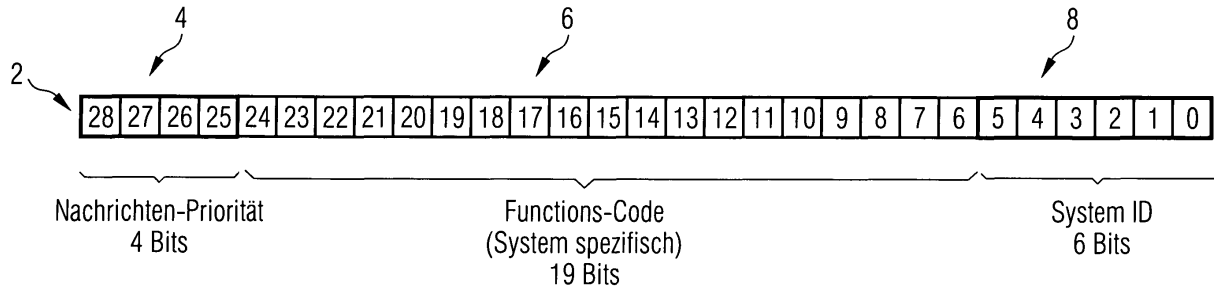 4 6 8
2
28 27 26 25 24 23 22 21 20 19 18 17 16 15 14 13 12 11 10 9 8 7 6 5 4 3 2 1 0
Nachrichten-Priorität Functions-Code System ID
4 Bits (System spezifisch) 6 Bits
19 Bits